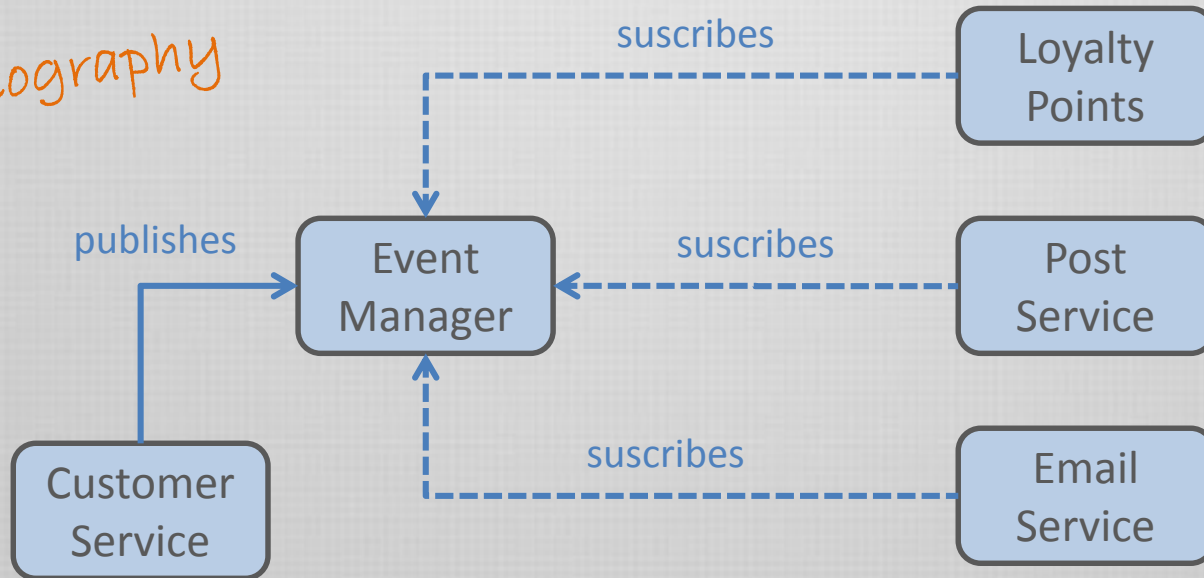 ography
suscribes
Loyalty
Points
publishes
Event
Manager
suscribes
Post
Service
Customer
Service
suscribes
Email
Service